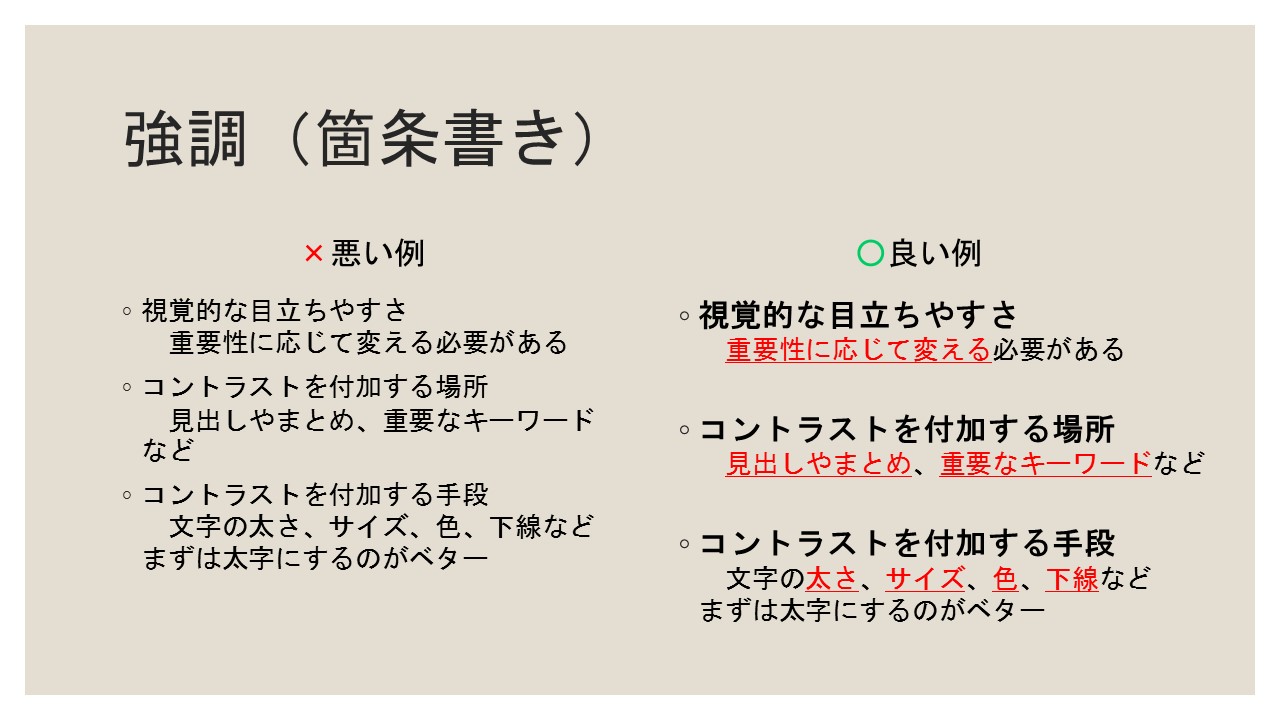 強調（箇条書き）
×悪い例
◦ 視覚的な目立ちやすさ
　重要性に応じて変える必要がある
◦ コントラストを付加する場所
　見出しやまとめ、重要なキーワード
など
◦ コントラストを付加する手段
　文字の太さ、サイズ、色、下線など
まずは太字にするのがベター
〇良い例
◦ 視覚的な目立ちやすさ
　重要性に応じて変える必要がある
◦ コントラストを付加する場所
　見出しやまとめ、重要なキーワードなど
◦ コントラストを付加する手段
　文字の太さ、サイズ、色、下線など
まずは太字にするのがベター